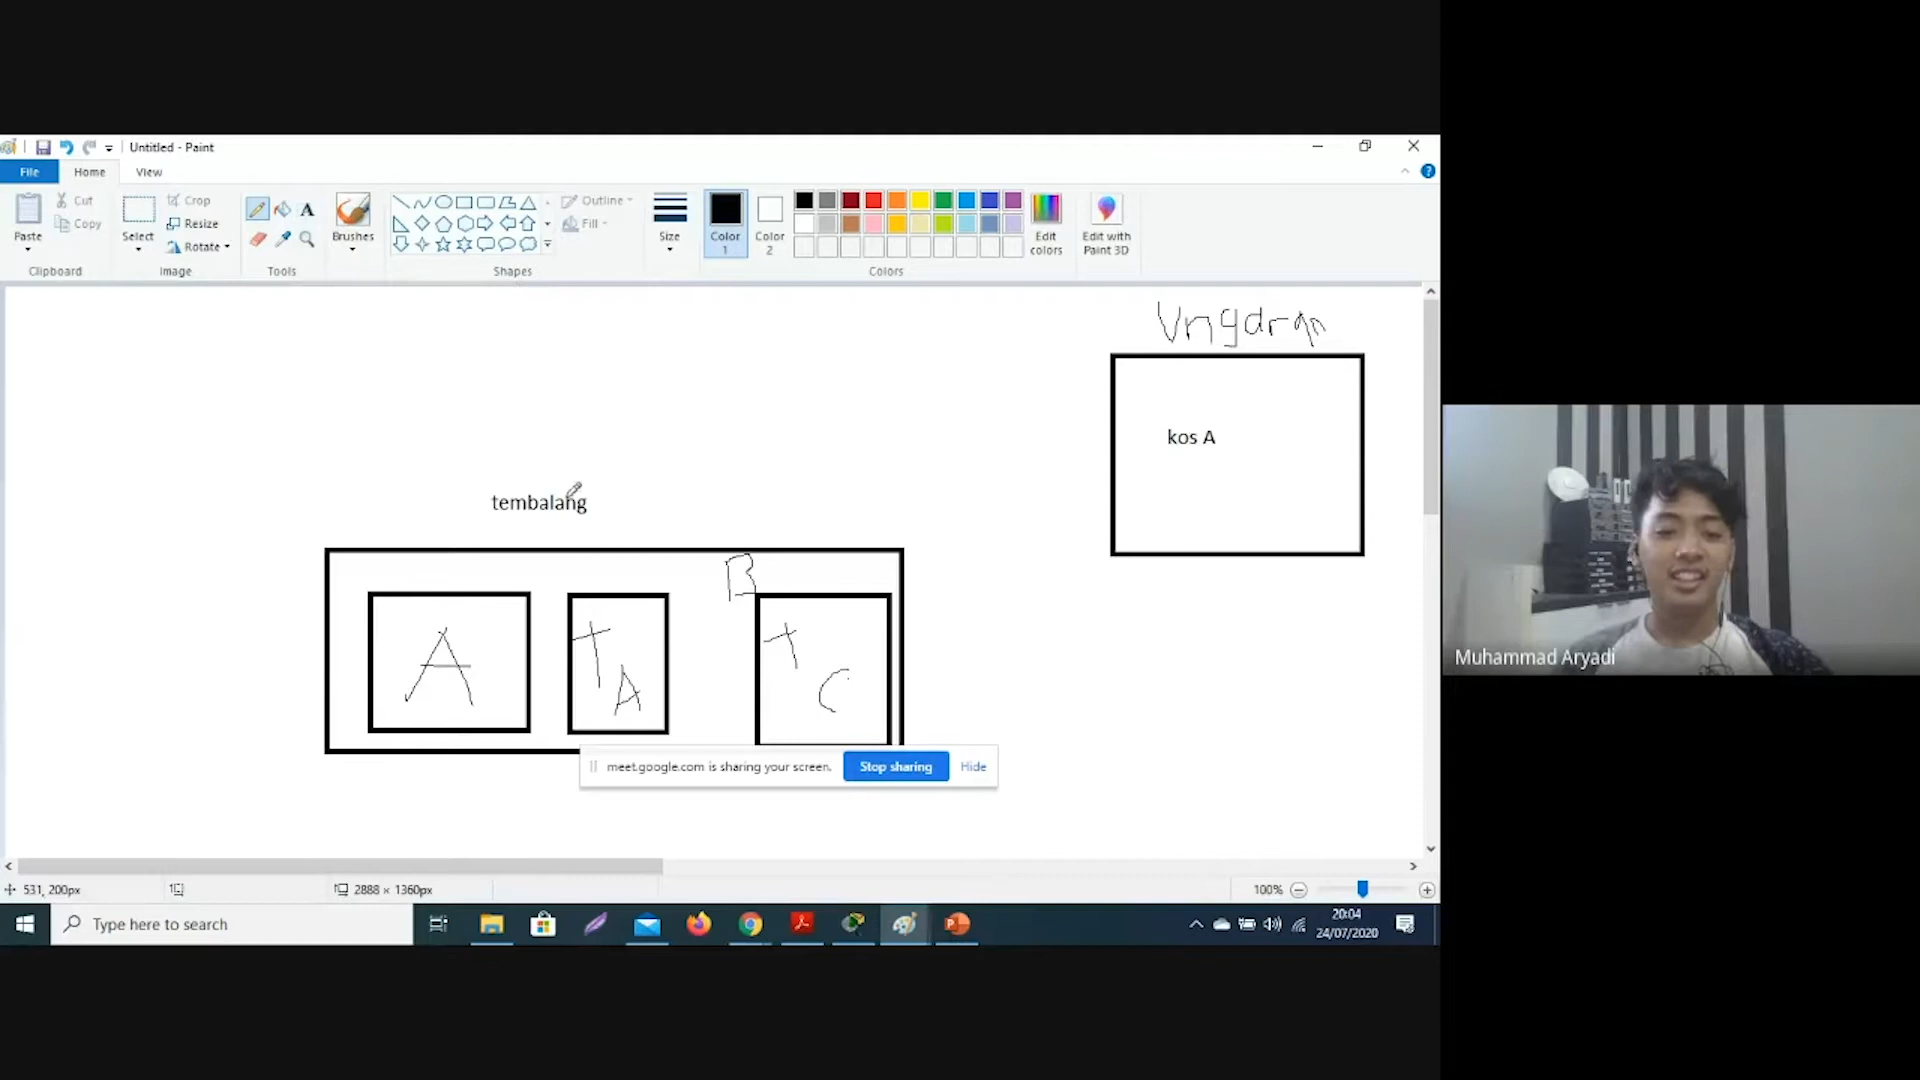 Untitled - Paint
File Home View
Paste
Cut
Copy
Clipboard
Select
Crop
Resize
Rotate
Image
A
Tools
Brushes
Outline
Fill
Shapes
Size
Color 1
Color 2
Edit colors
Colors
Edit with Paint 3D
kos A
tembalang
B
A
T A
T C
meet.google.com is sharing your screen. Stop sharing Hide
Muhammad Aryadi
531, 200px
2888 × 1360px
100%
Type here to search
20:04
24/07/2020